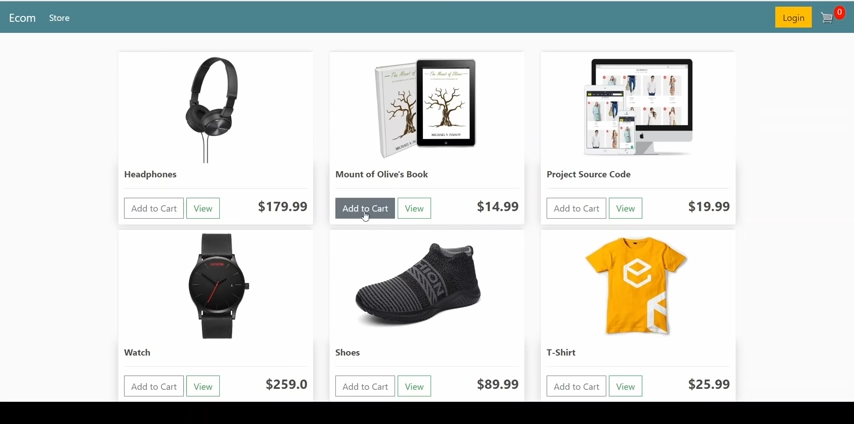 Ecom Store Login 0
Headphones Mount of Olive's Book Project Source Code
Add to Cart View $179.99 Add to Cart View $14.99 Add to Cart View $19.99
FASHION
Watch Shoes T-Shirt
Add to Cart View $259.0 Add to Cart View $89.99 Add to Cart View $25.99